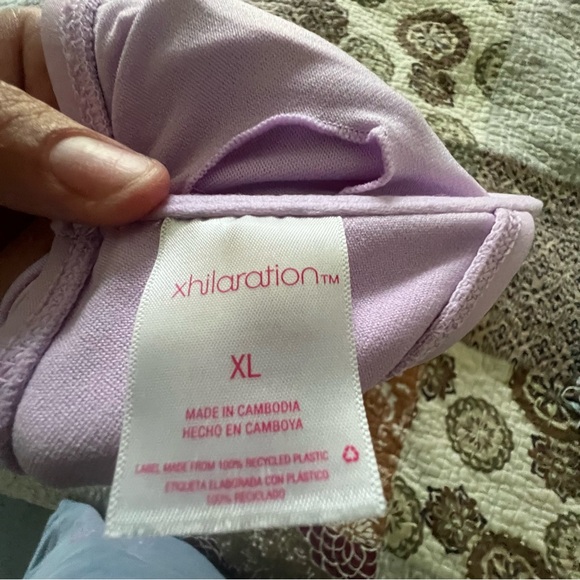 xhilaration™
XL
MADE IN CAMBODIA
HECHO EN CAMBOYA
LABEL MADE FROM 100% RECYCLED PLASTIC
ETIQUETA ELABORADA CON PLÁSTICO
100% RECICLADO